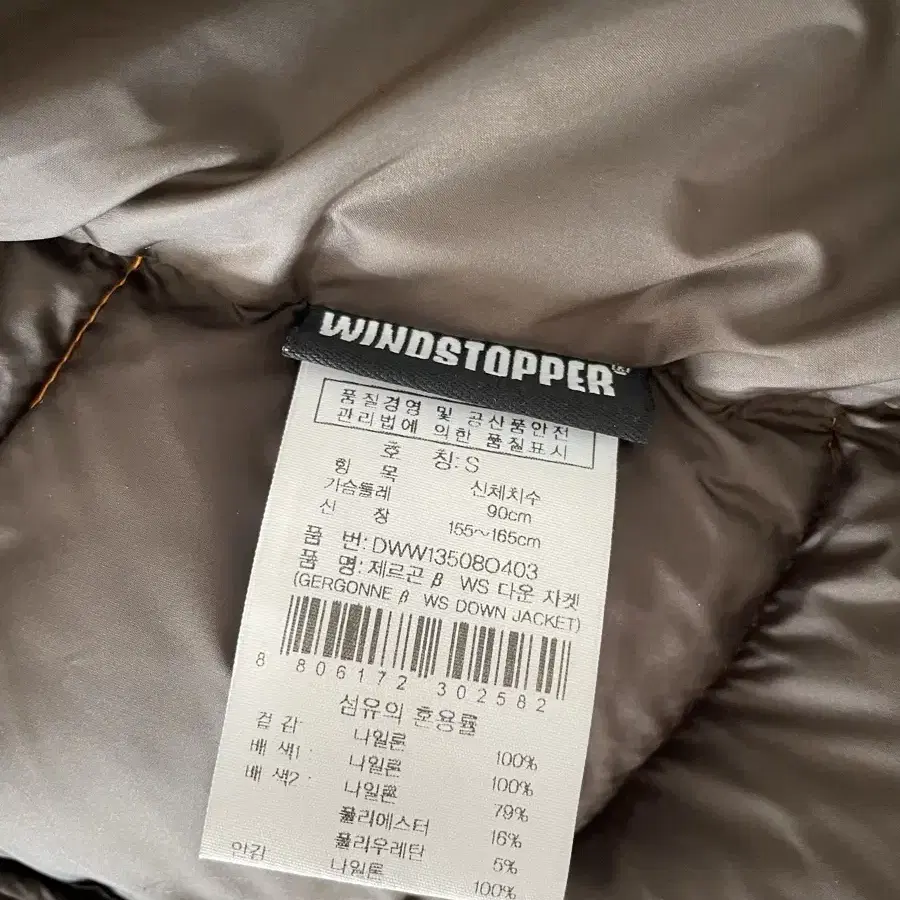 WINDSTOPPER®
품질경영 및 공산품안전
관리법에 의한 품질표시
호 칭: S
항 목 신체치수
가슴둘레 90cm
신 장 155~165cm
품 번: DWW13508O403
품 명: 제르곤 β WS 다운 자켓
(GERGONNE β WS DOWN JACKET)
8 806172 302582
섬유의 혼용률
겉 감 나일론 100%
배 색1: 나일론 100%
배 색2: 나일론 79%
폴리에스터 16%
폴리우레탄 5%
안감 나일론 100%